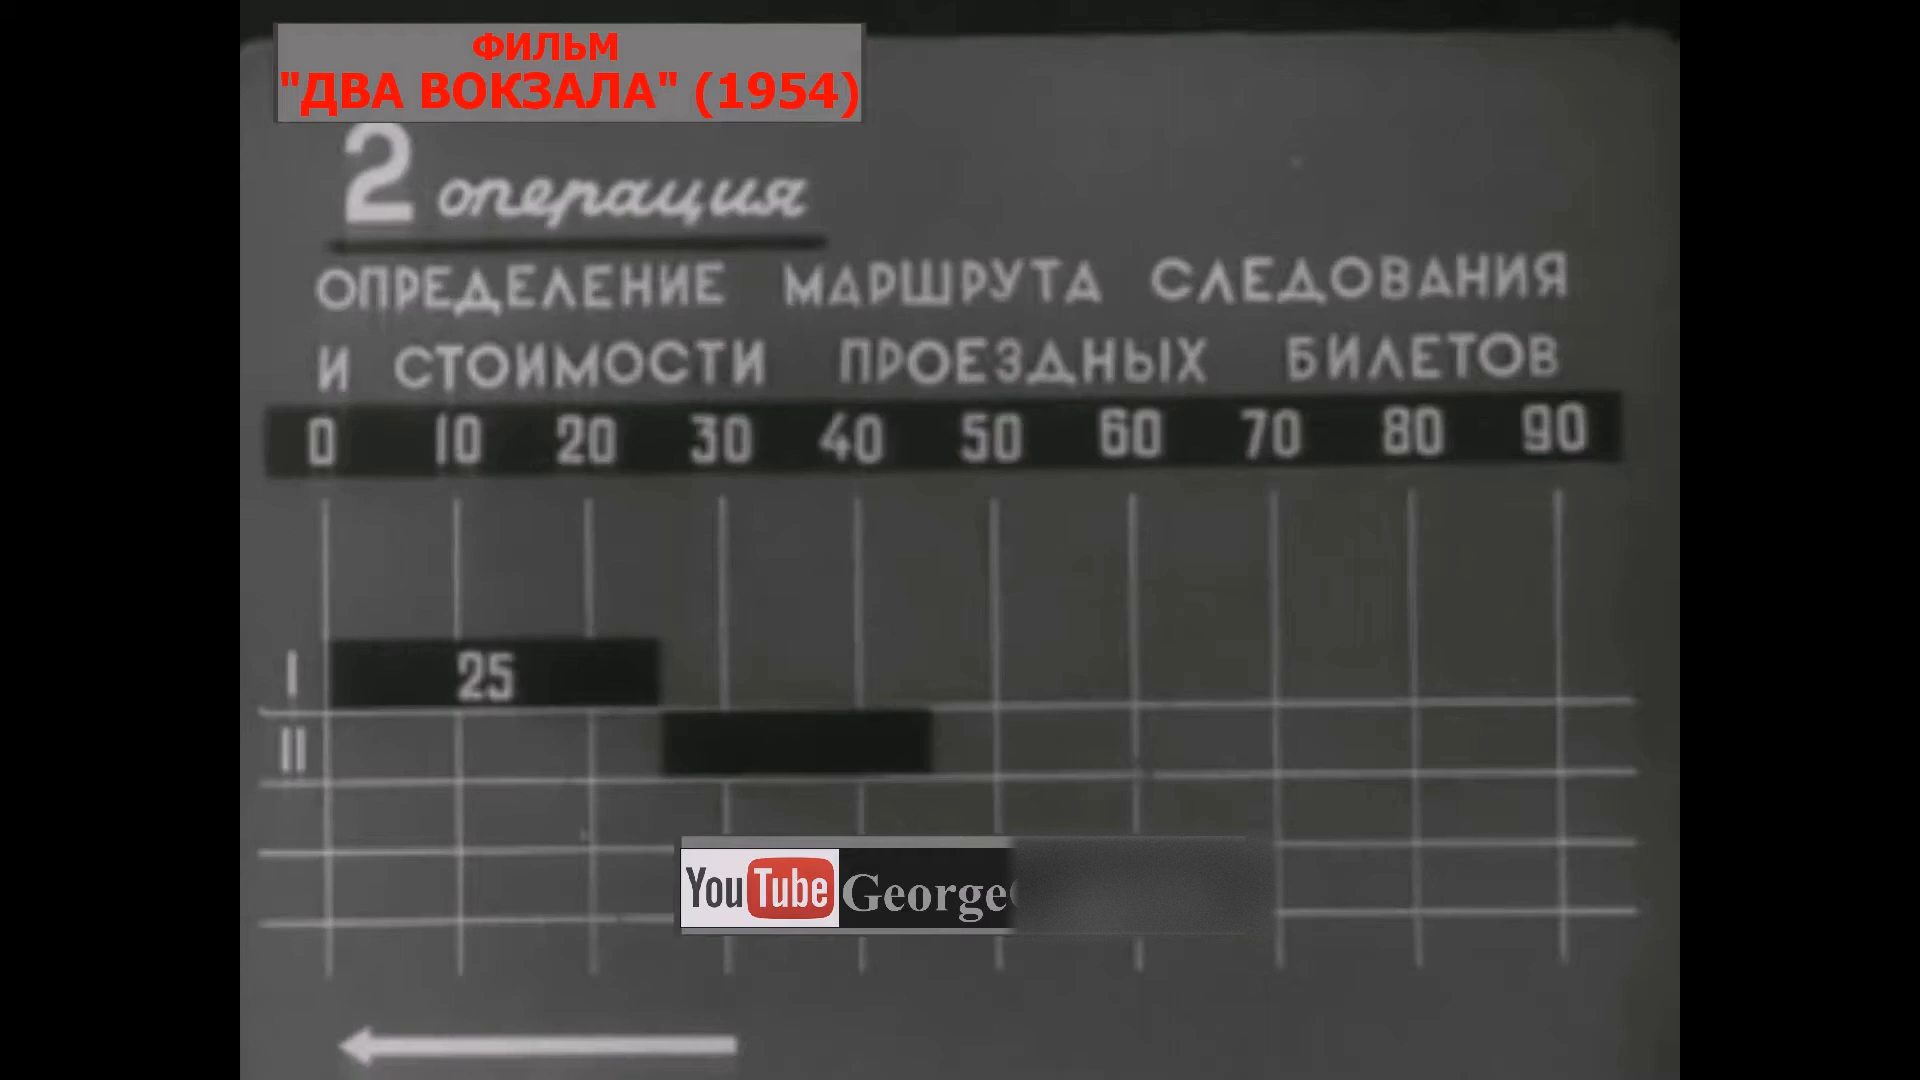 ФИЛЬМ
"ДВА ВОКЗАЛА" (1954)
2 операция
ОПРЕДЕЛЕНИЕ МАРШРУТА СЛЕДОВАНИЯ
И СТОИМОСТИ ПРОЕЗДНЫХ БИЛЕТОВ
0 10 20 30 40 50 60 70 80 90
I 25
II
YouTube George